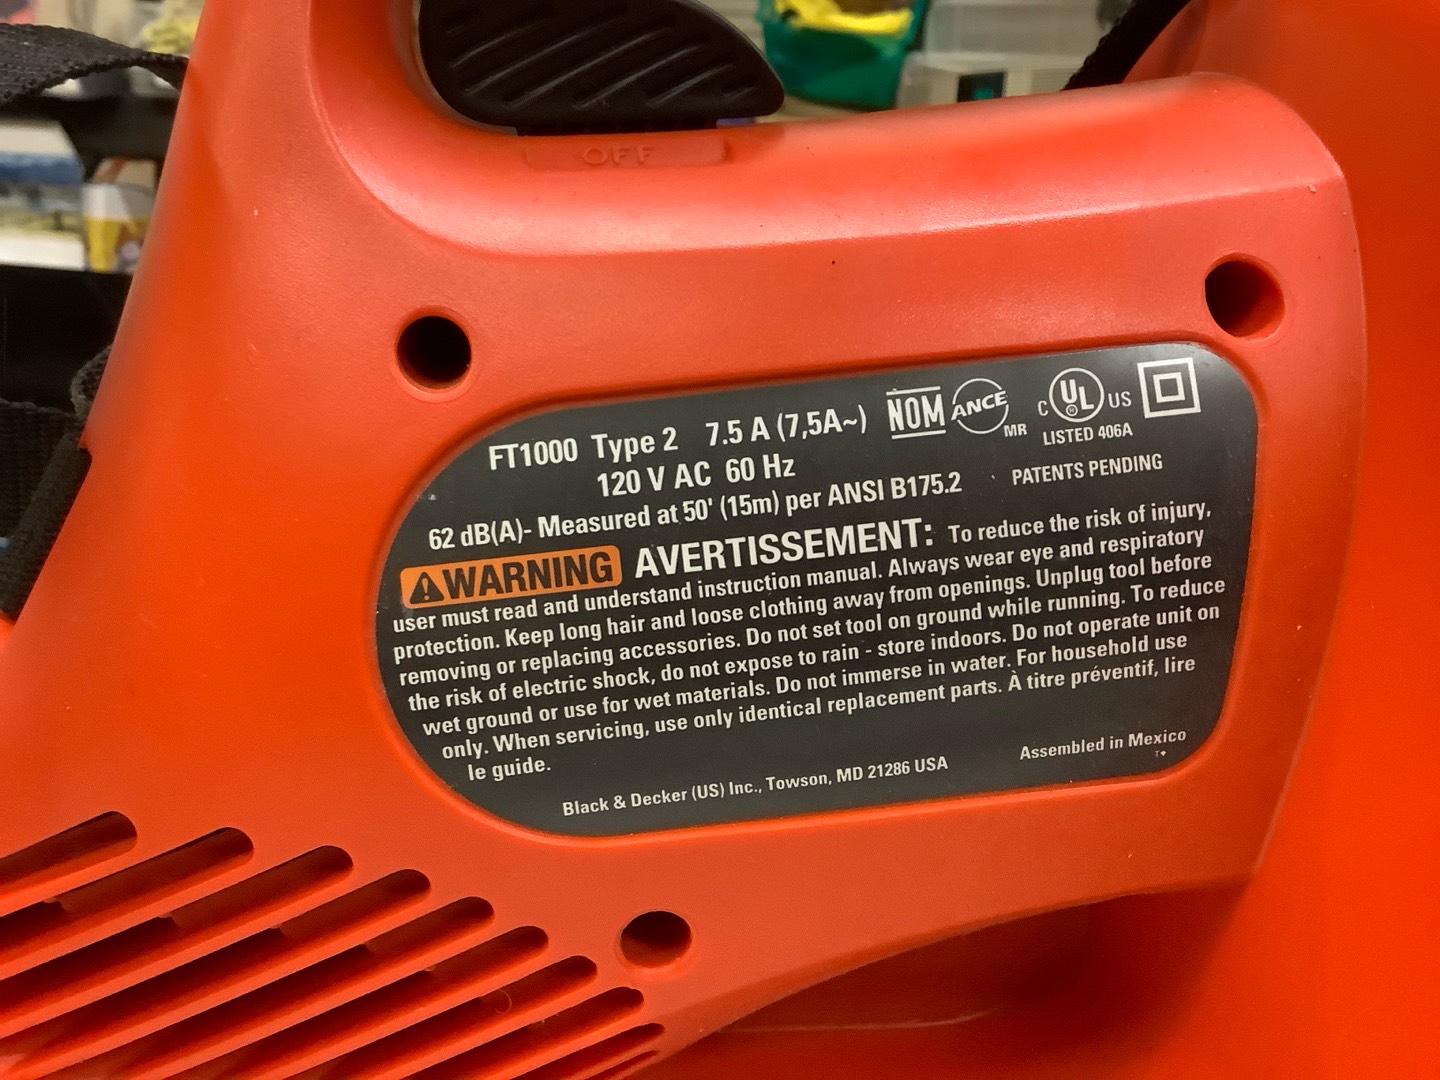 OFF
FT1000 Type 2 7.5 A (7,5A~) NOM ANCE MR C UL ® US LISTED 406A
120 V AC 60 Hz
62 dB(A)- Measured at 50' (15m) per ANSI B175.2 PATENTS PENDING
WARNING AVERTISSEMENT: To reduce the risk of injury,
user must read and understand instruction manual. Always wear eye and respiratory
protection. Keep long hair and loose clothing away from openings. Unplug tool before
removing or replacing accessories. Do not set tool on ground while running. To reduce
the risk of electric shock, do not expose to rain - store indoors. Do not operate unit on
wet ground or use for wet materials. Do not immerse in water. For household use
only. When servicing, use only identical replacement parts. À titre préventif, lire
le guide.
Black & Decker (US) Inc., Towson, MD 21286 USA Assembled in Mexico